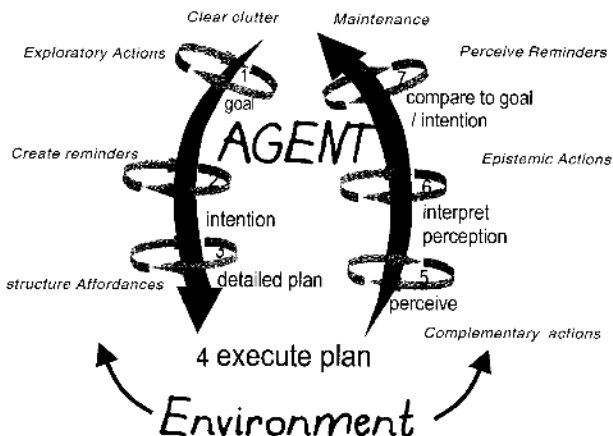 Clear clutter
Maintenance
Exploratory Actions
Perceive Reminders
1
goal
7
compare to goal
/ intention
AGENT
Create reminders
2
Epistemic Actions
6
intention
interpret
perception
3
detailed plan
structure Affordances
5
perceive
4 execute plan
Complementary actions
Environment